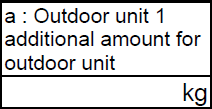 a : Outdoor unit 1
additional amount for
outdoor unit
kg